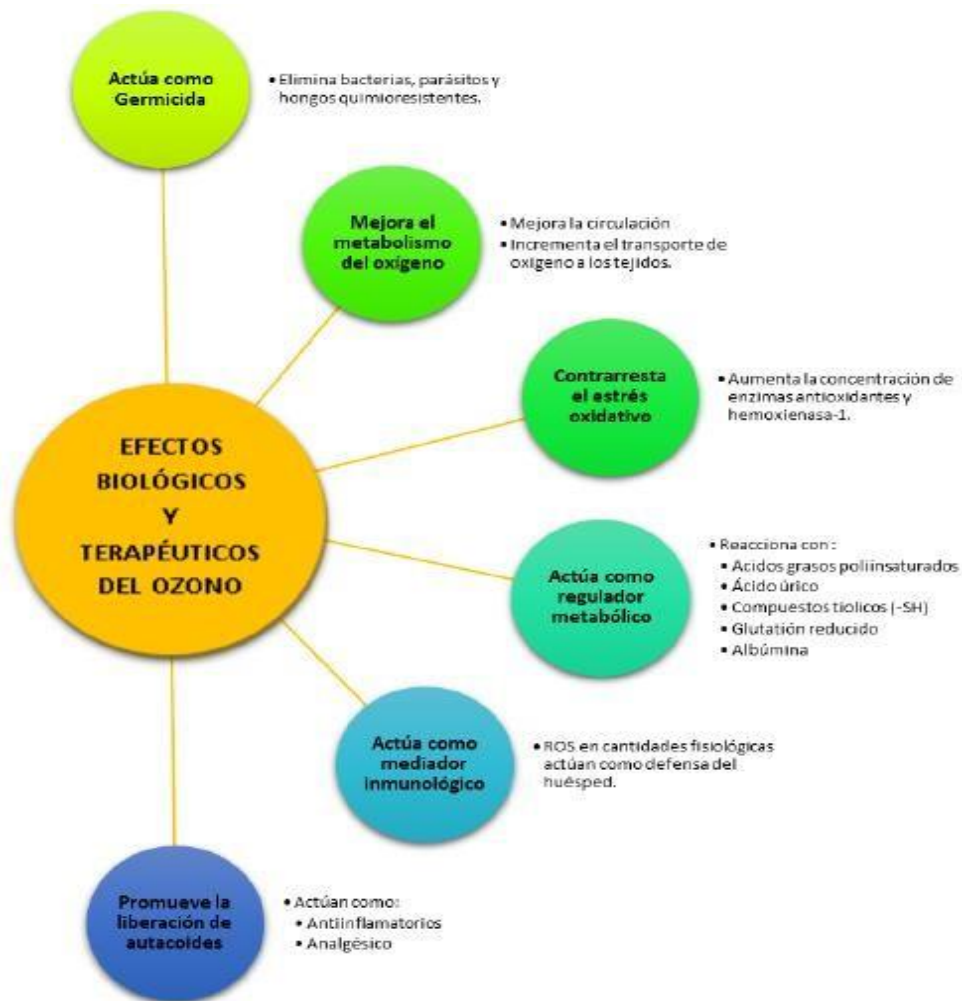 Actúa como
Germicida
• Elimina bacterias, parásitos y
hongos quimioresistentes.
Mejora el
metabolismo
del oxígeno
• Mejora la circulación
• Incrementa el transporte de
oxígeno a los tejidos.
Contrarresta
el estrés
oxidativo
• Aumenta la concentración de
enzimas antioxidantes y
hemoxienasa-1.
EFECTOS
BIOLÓGICOS
Y
TERAPÉUTICOS
DEL OZONO
Actúa como
regulador
metabólico
• Reacciona con:
• Acidos grasos poliinsaturados
• Ácido úrico
• Compuestos tiolicos (-SH)
• Glutatión reducido
• Albúmina
Actúa como
mediador
inmunológico
• ROS en cantidades fisiológicas
actúan como defensa del
huésped.
Promueve la
liberación de
autacoides
• Actúan como:
• Antiinflamatorios
• Analgésico